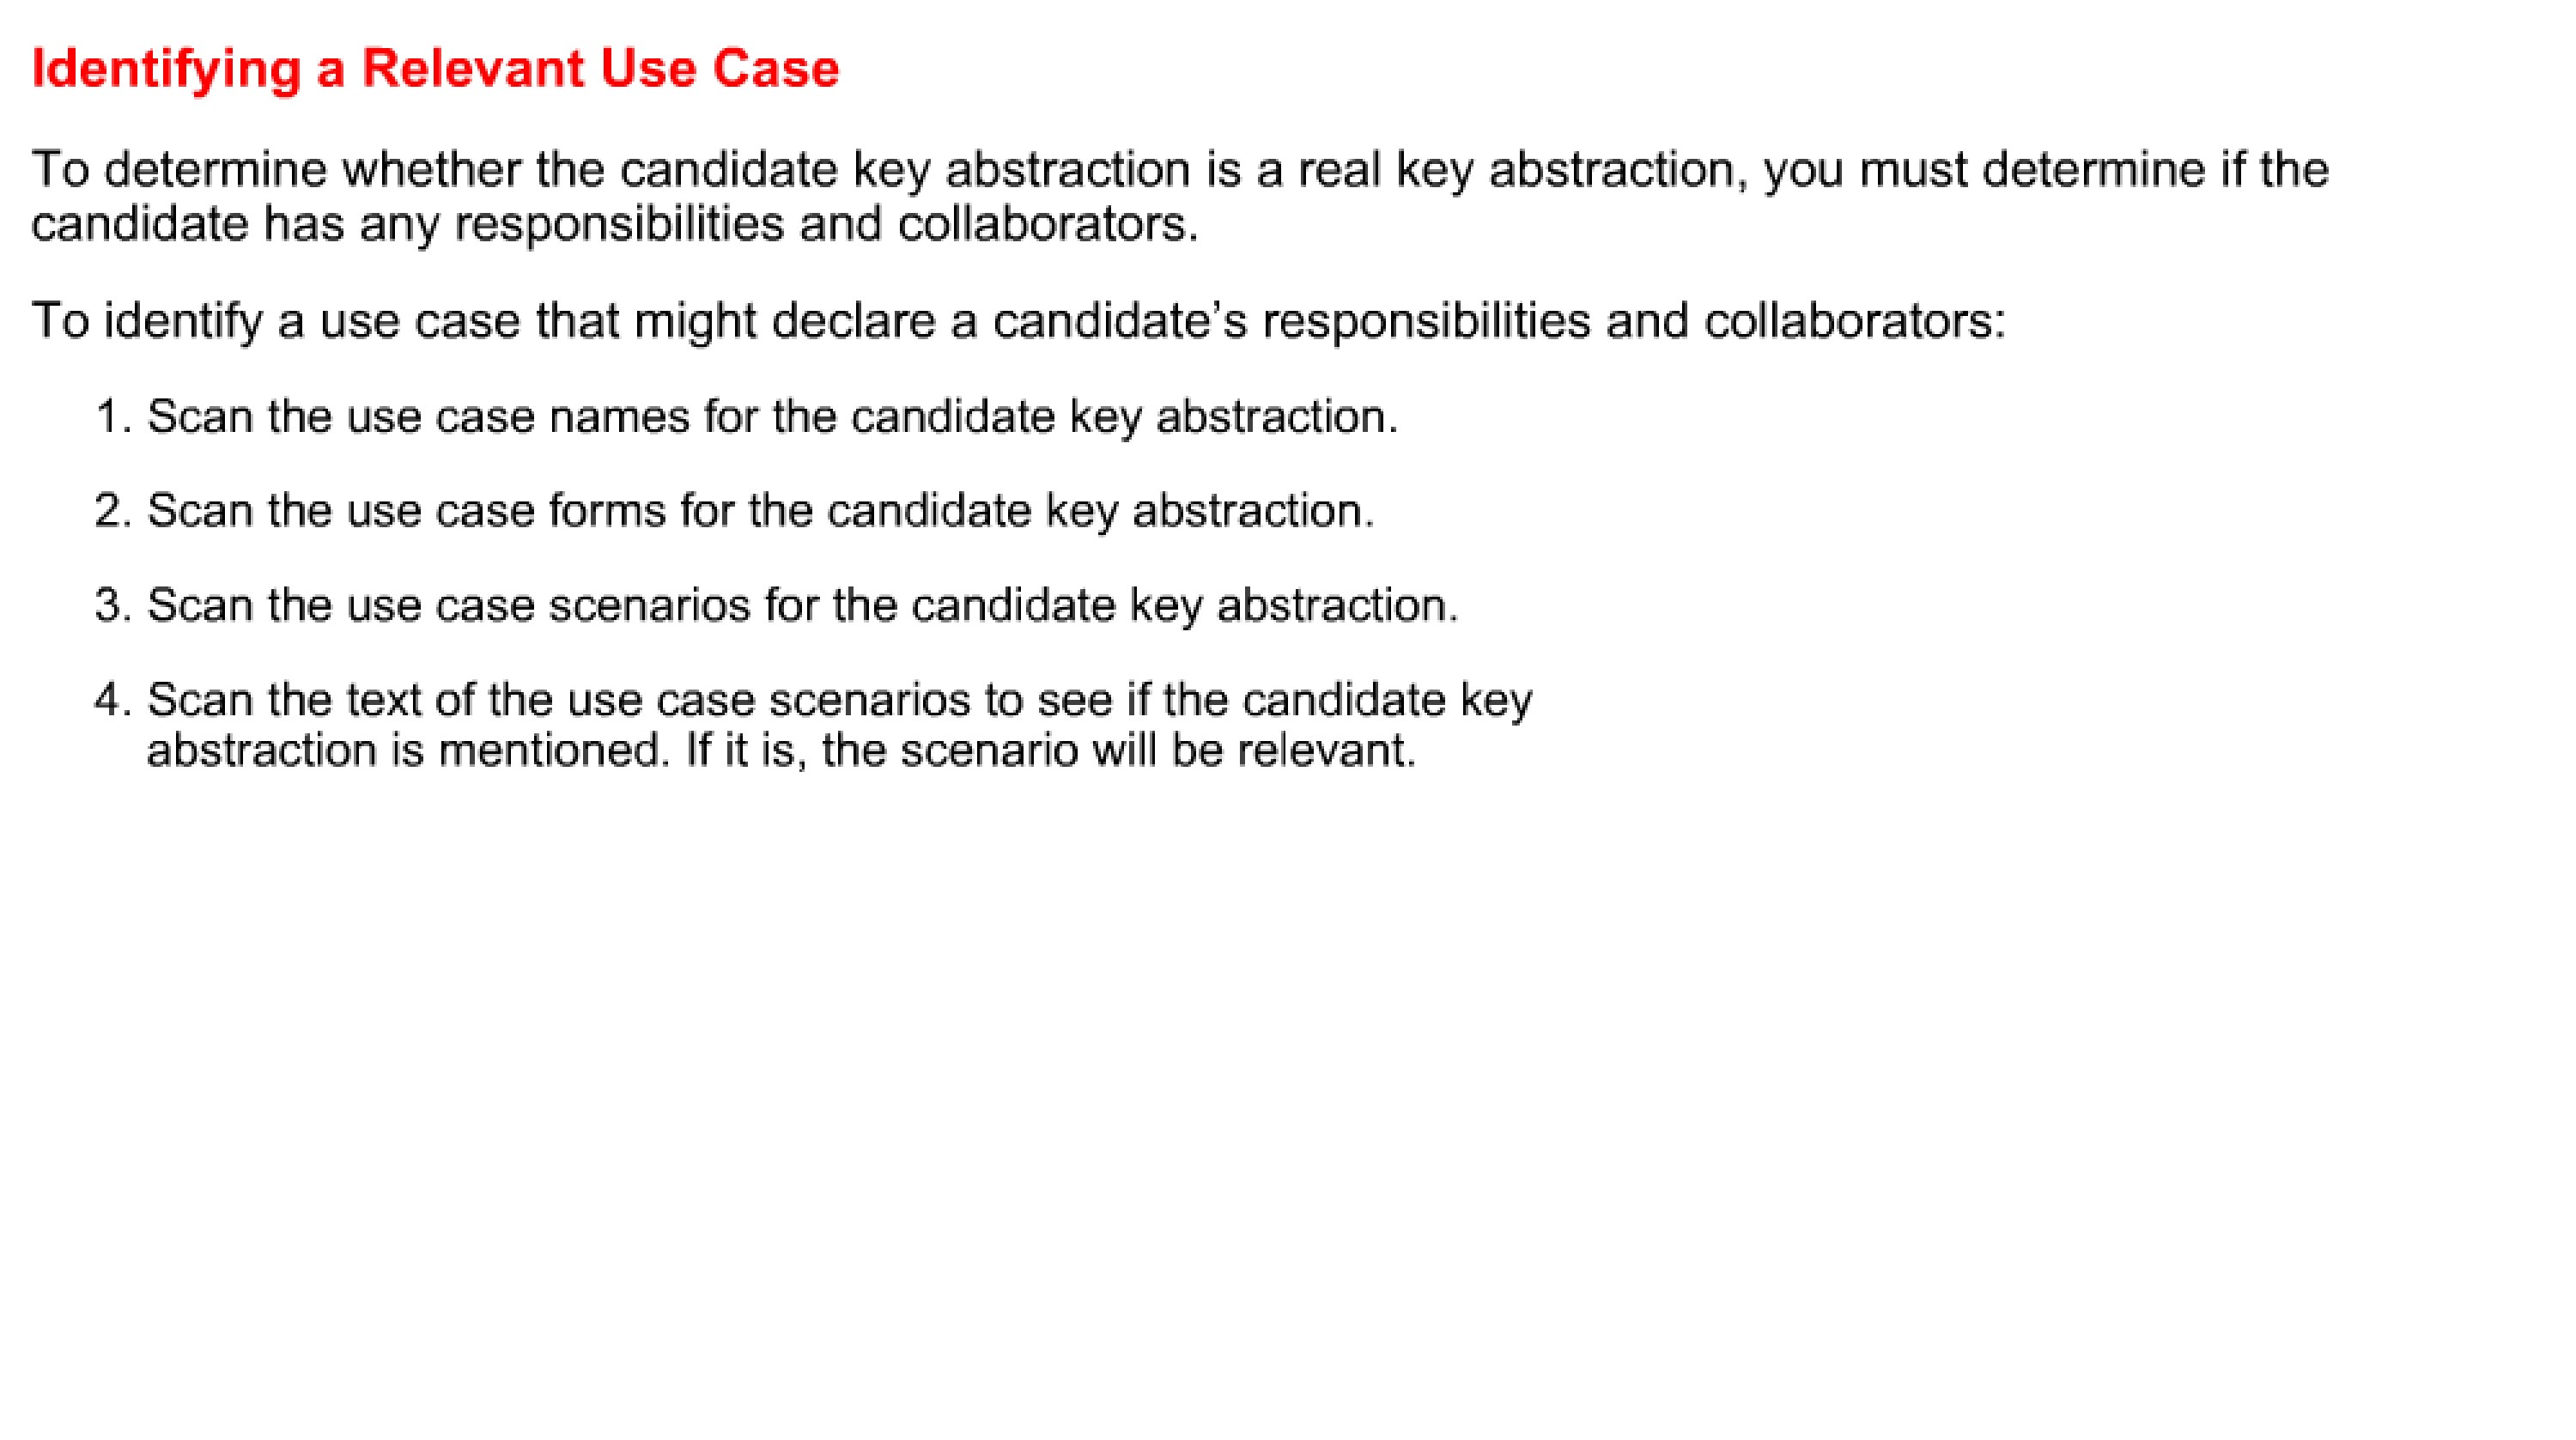 Identifying a Relevant Use Case
To determine whether the candidate key abstraction is a real key abstraction, you must determine if the
candidate has any responsibilities and collaborators.
To identify a use case that might declare a candidate’s responsibilities and collaborators:
1. Scan the use case names for the candidate key abstraction.
2. Scan the use case forms for the candidate key abstraction.
3. Scan the use case scenarios for the candidate key abstraction.
4. Scan the text of the use case scenarios to see if the candidate key
abstraction is mentioned. If it is, the scenario will be relevant.